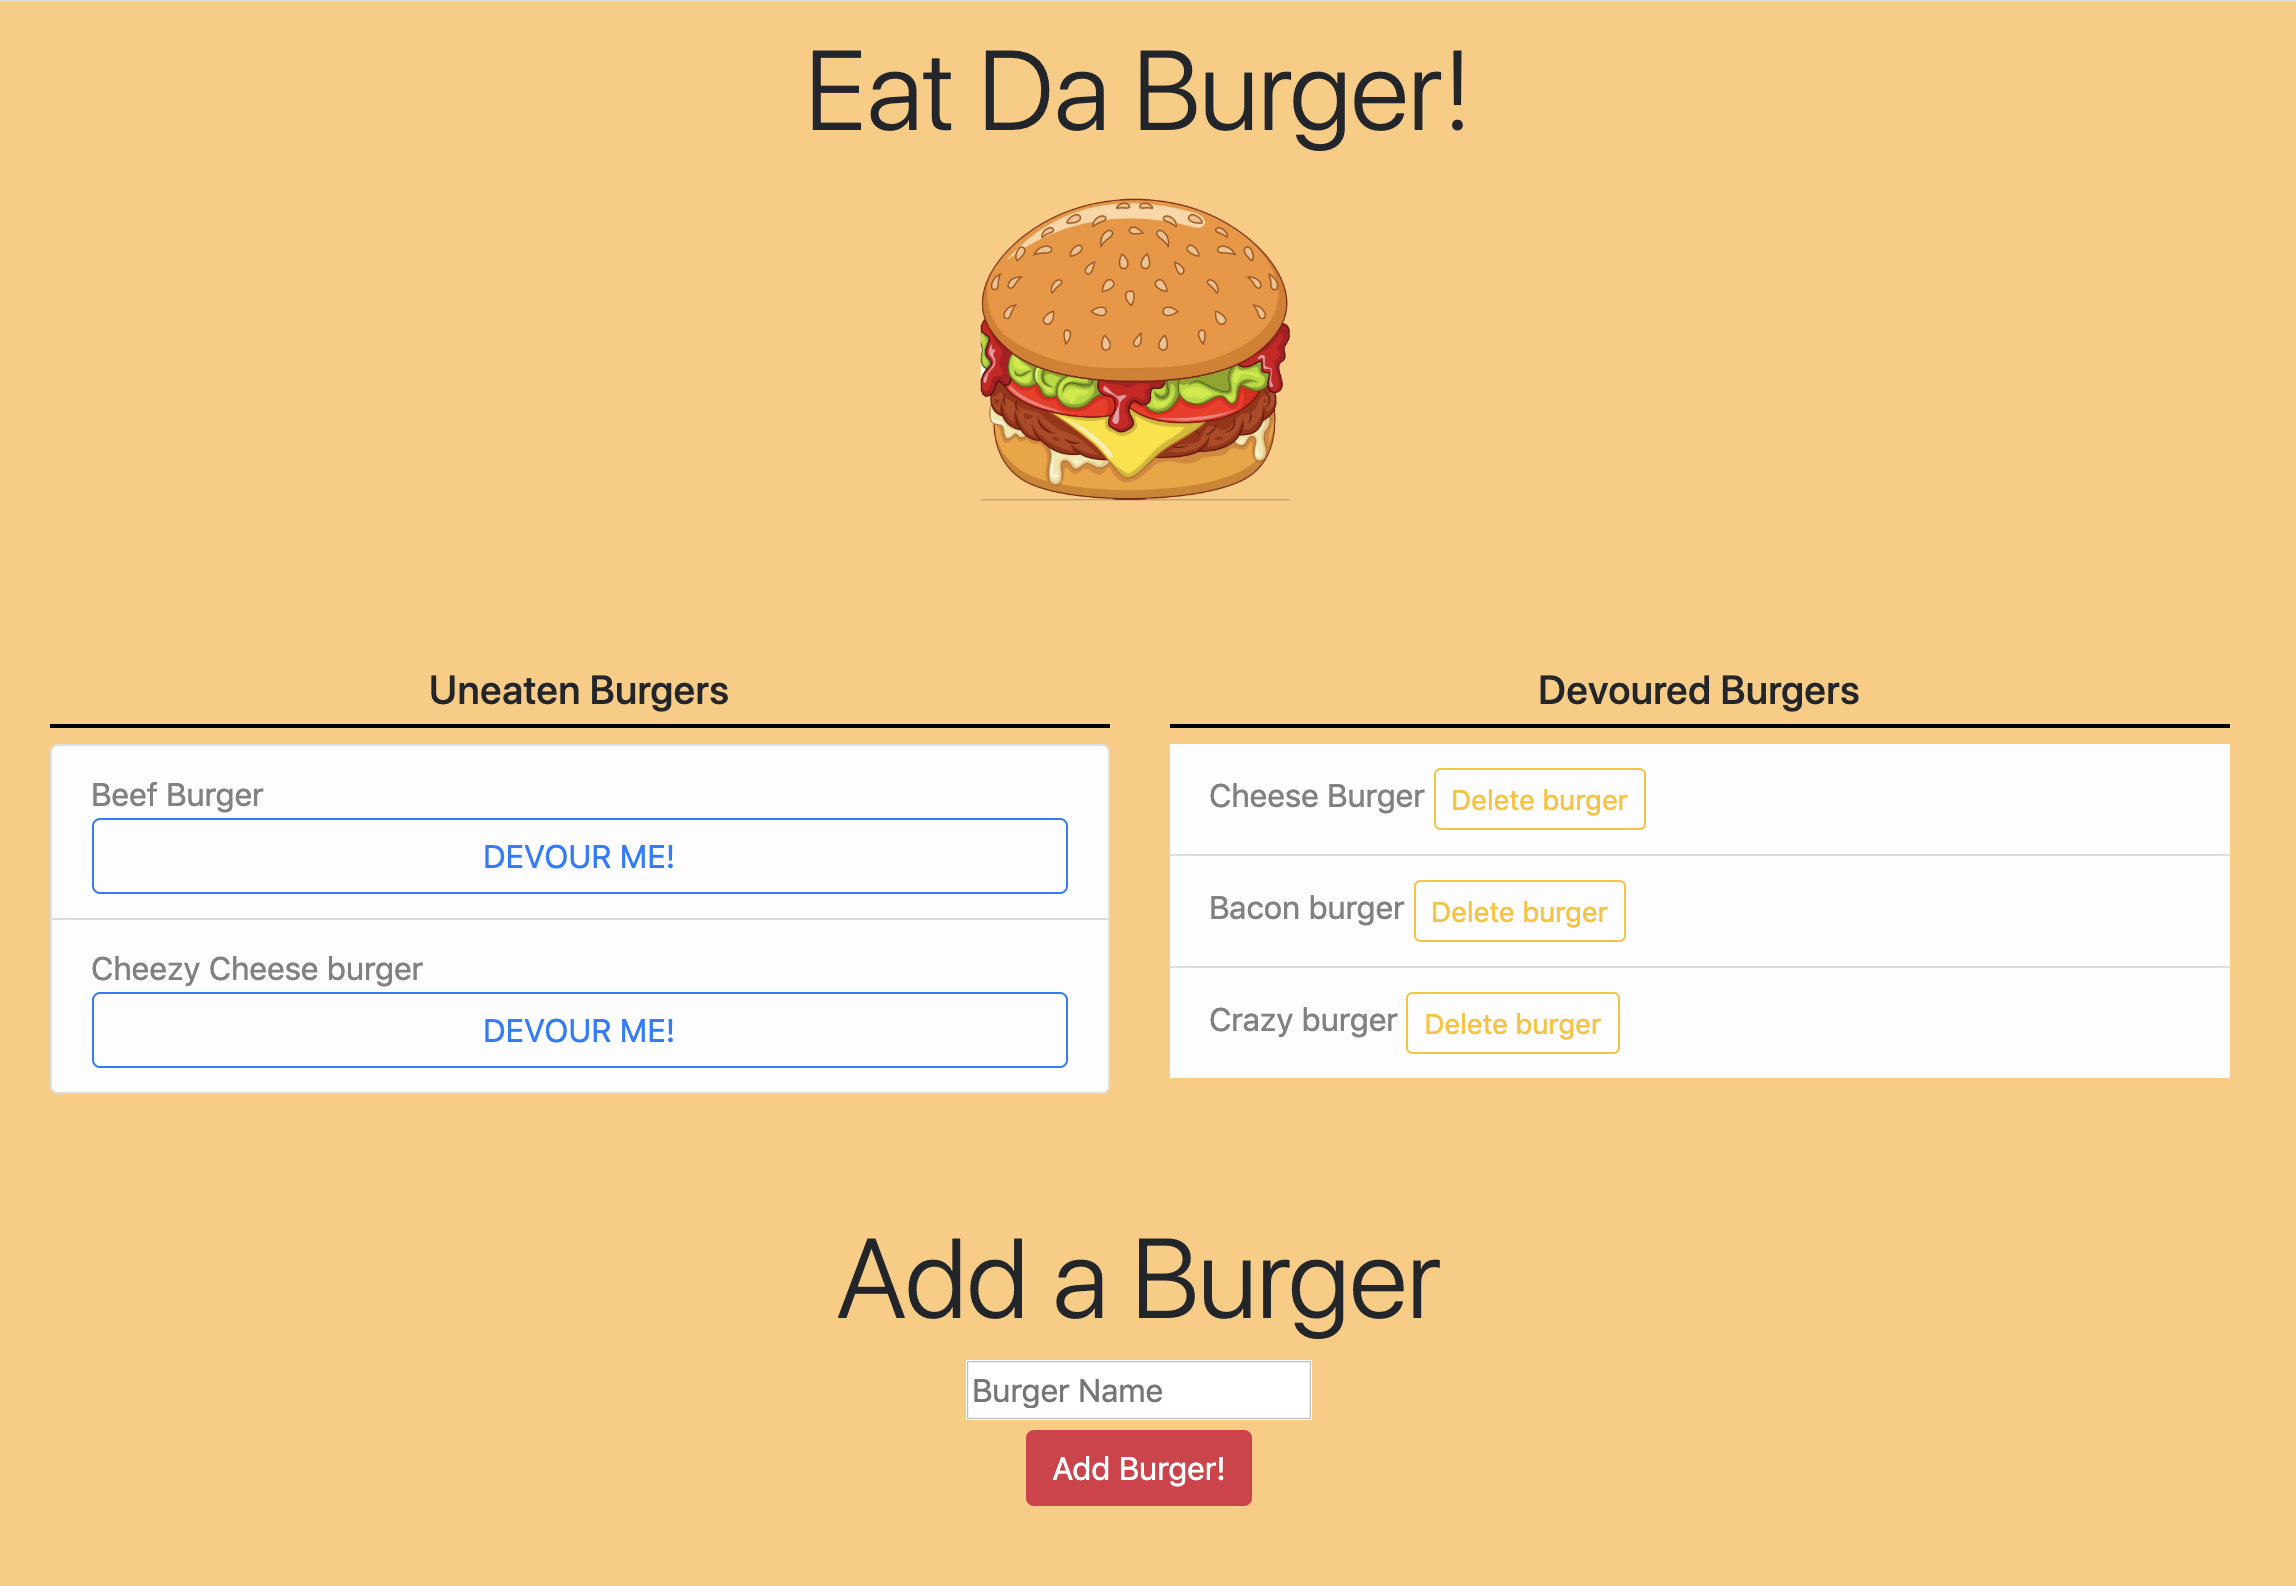 Eat Da Burger!
Uneaten Burgers
Beef Burger
DEVOUR ME!
Cheezy Cheese burger
DEVOUR ME!
Devoured Burgers
Cheese Burger Delete burger
Bacon burger Delete burger
Crazy burger Delete burger
Add a Burger
Burger Name
Add Burger!